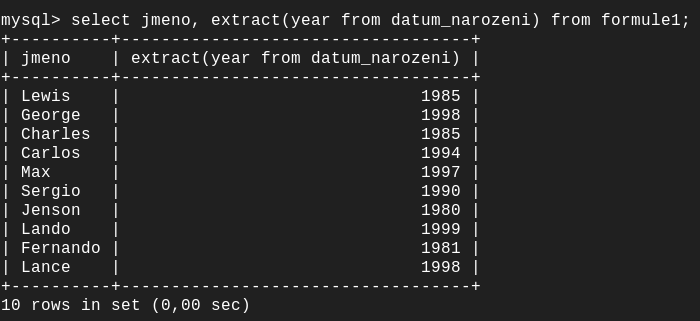 mysql> select jmeno, extract(year from datum_narozeni) from formule1;
+----------+-----------------------------------+
| jmeno    | extract(year from datum_narozeni) |
+----------+-----------------------------------+
| Lewis    |                              1985 |
| George   |                              1998 |
| Charles  |                              1985 |
| Carlos   |                              1994 |
| Max      |                              1997 |
| Sergio   |                              1990 |
| Jenson   |                              1980 |
| Lando    |                              1999 |
| Fernando |                              1981 |
| Lance    |                              1998 |
+----------+-----------------------------------+
10 rows in set (0,00 sec)